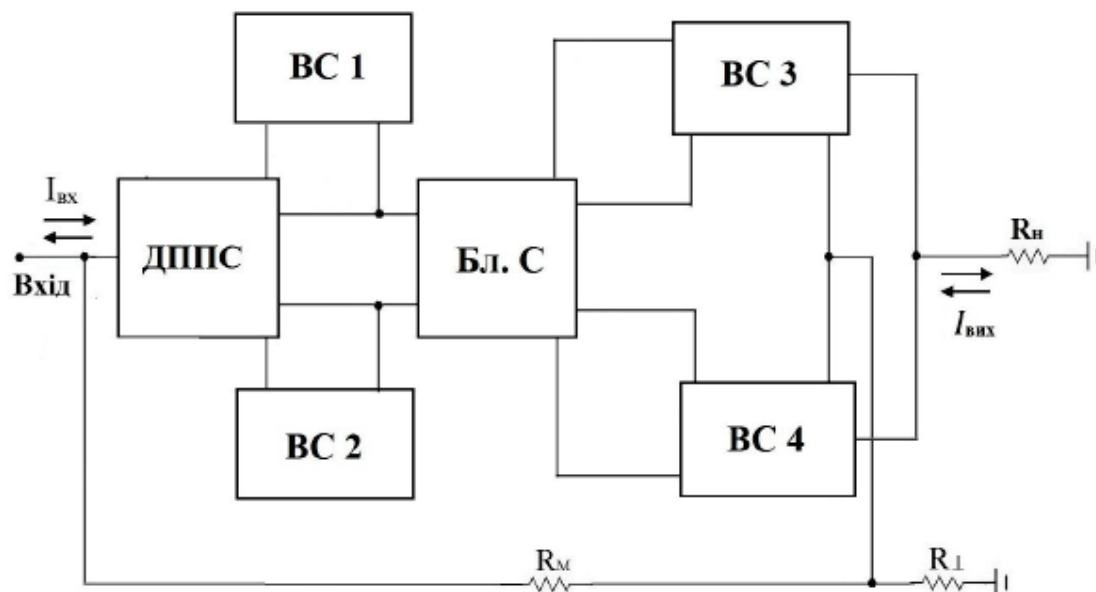 ВС 1
ВС 3
Iвх
ДППС
Бл. С
Rн
Вхід
Iвих
ВС 2
ВС 4
Rм
R⊥